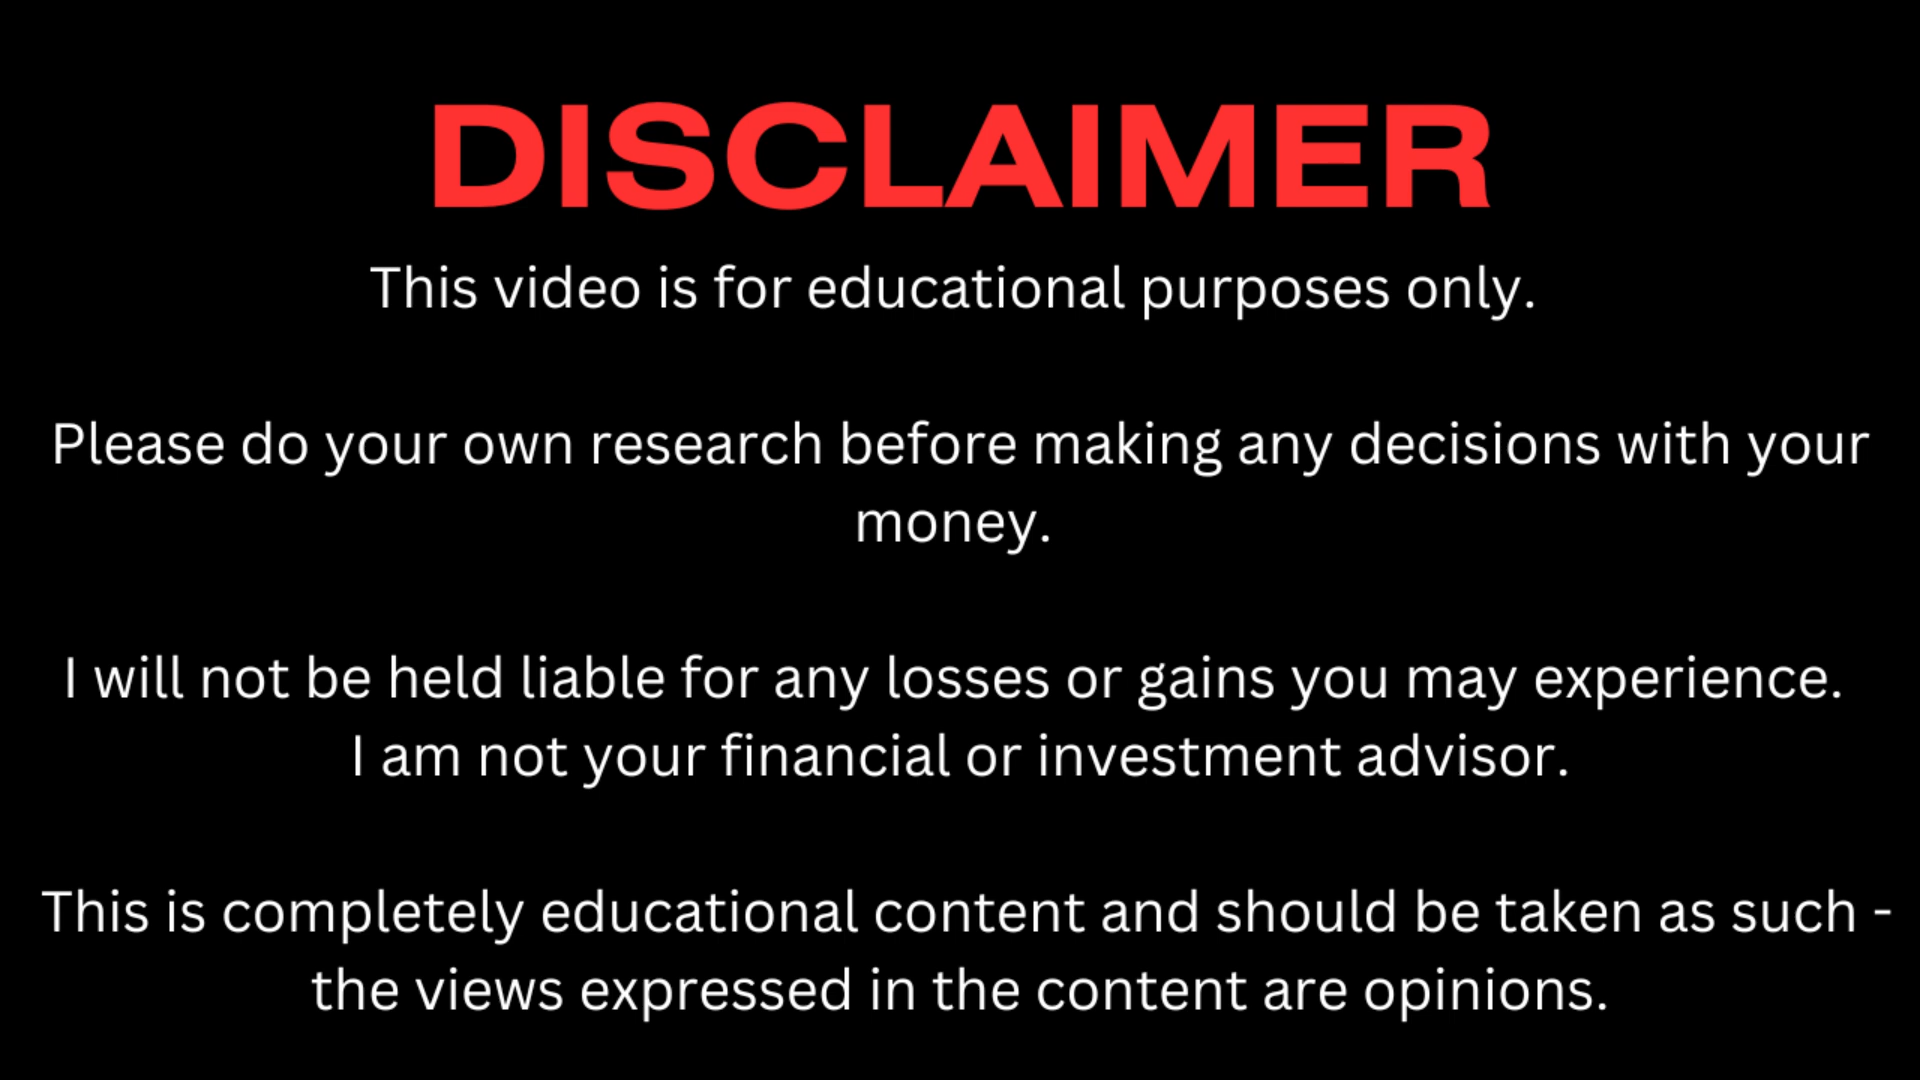 DISCLAIMER
This video is for educational purposes only.
Please do your own research before making any decisions with your
money.
I will not be held liable for any losses or gains you may experience.
I am not your financial or investment advisor.
This is completely educational content and should be taken as such -
the views expressed in the content are opinions.